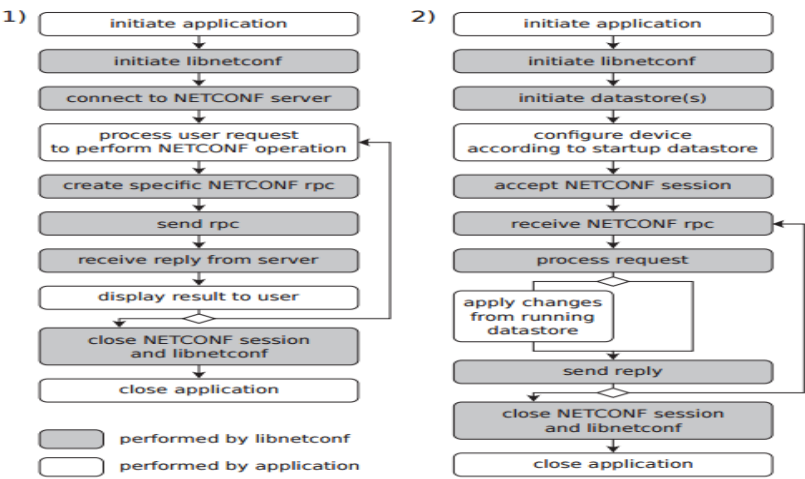 1)
initiate application
initiate libnetconf
connect to NETCONF server
process user request
to perform NETCONF operation
create specific NETCONF rpc
send rpc
receive reply from server
display result to user
close NETCONF session
and libnetconf
close application
performed by libnetconf
performed by application
2)
initiate application
initiate libnetconf
initiate datastore(s)
configure device
according to startup datastore
accept NETCONF session
receive NETCONF rpc
process request
apply changes
from running
datastore
send reply
close NETCONF session
and libnetconf
close application